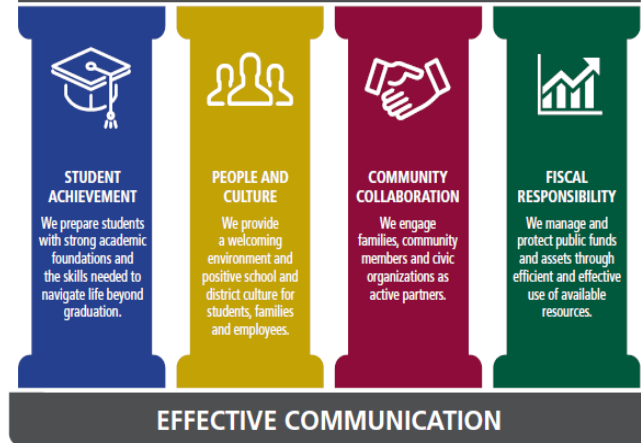 STUDENT
ACHIEVEMENT
We prepare students
with strong academic
foundations and
the skills needed to
navigate life beyond
graduation.
PEOPLE AND
CULTURE
We provide
a welcoming
environment and
positive school and
district culture for
students, families
and employees.
COMMUNITY
COLLABORATION
We engage
families, community
members and civic
organizations as
active partners.
FISCAL
RESPONSIBILITY
We manage and
protect public funds
and assets through
efficient and effective
use of available
resources.
EFFECTIVE COMMUNICATION